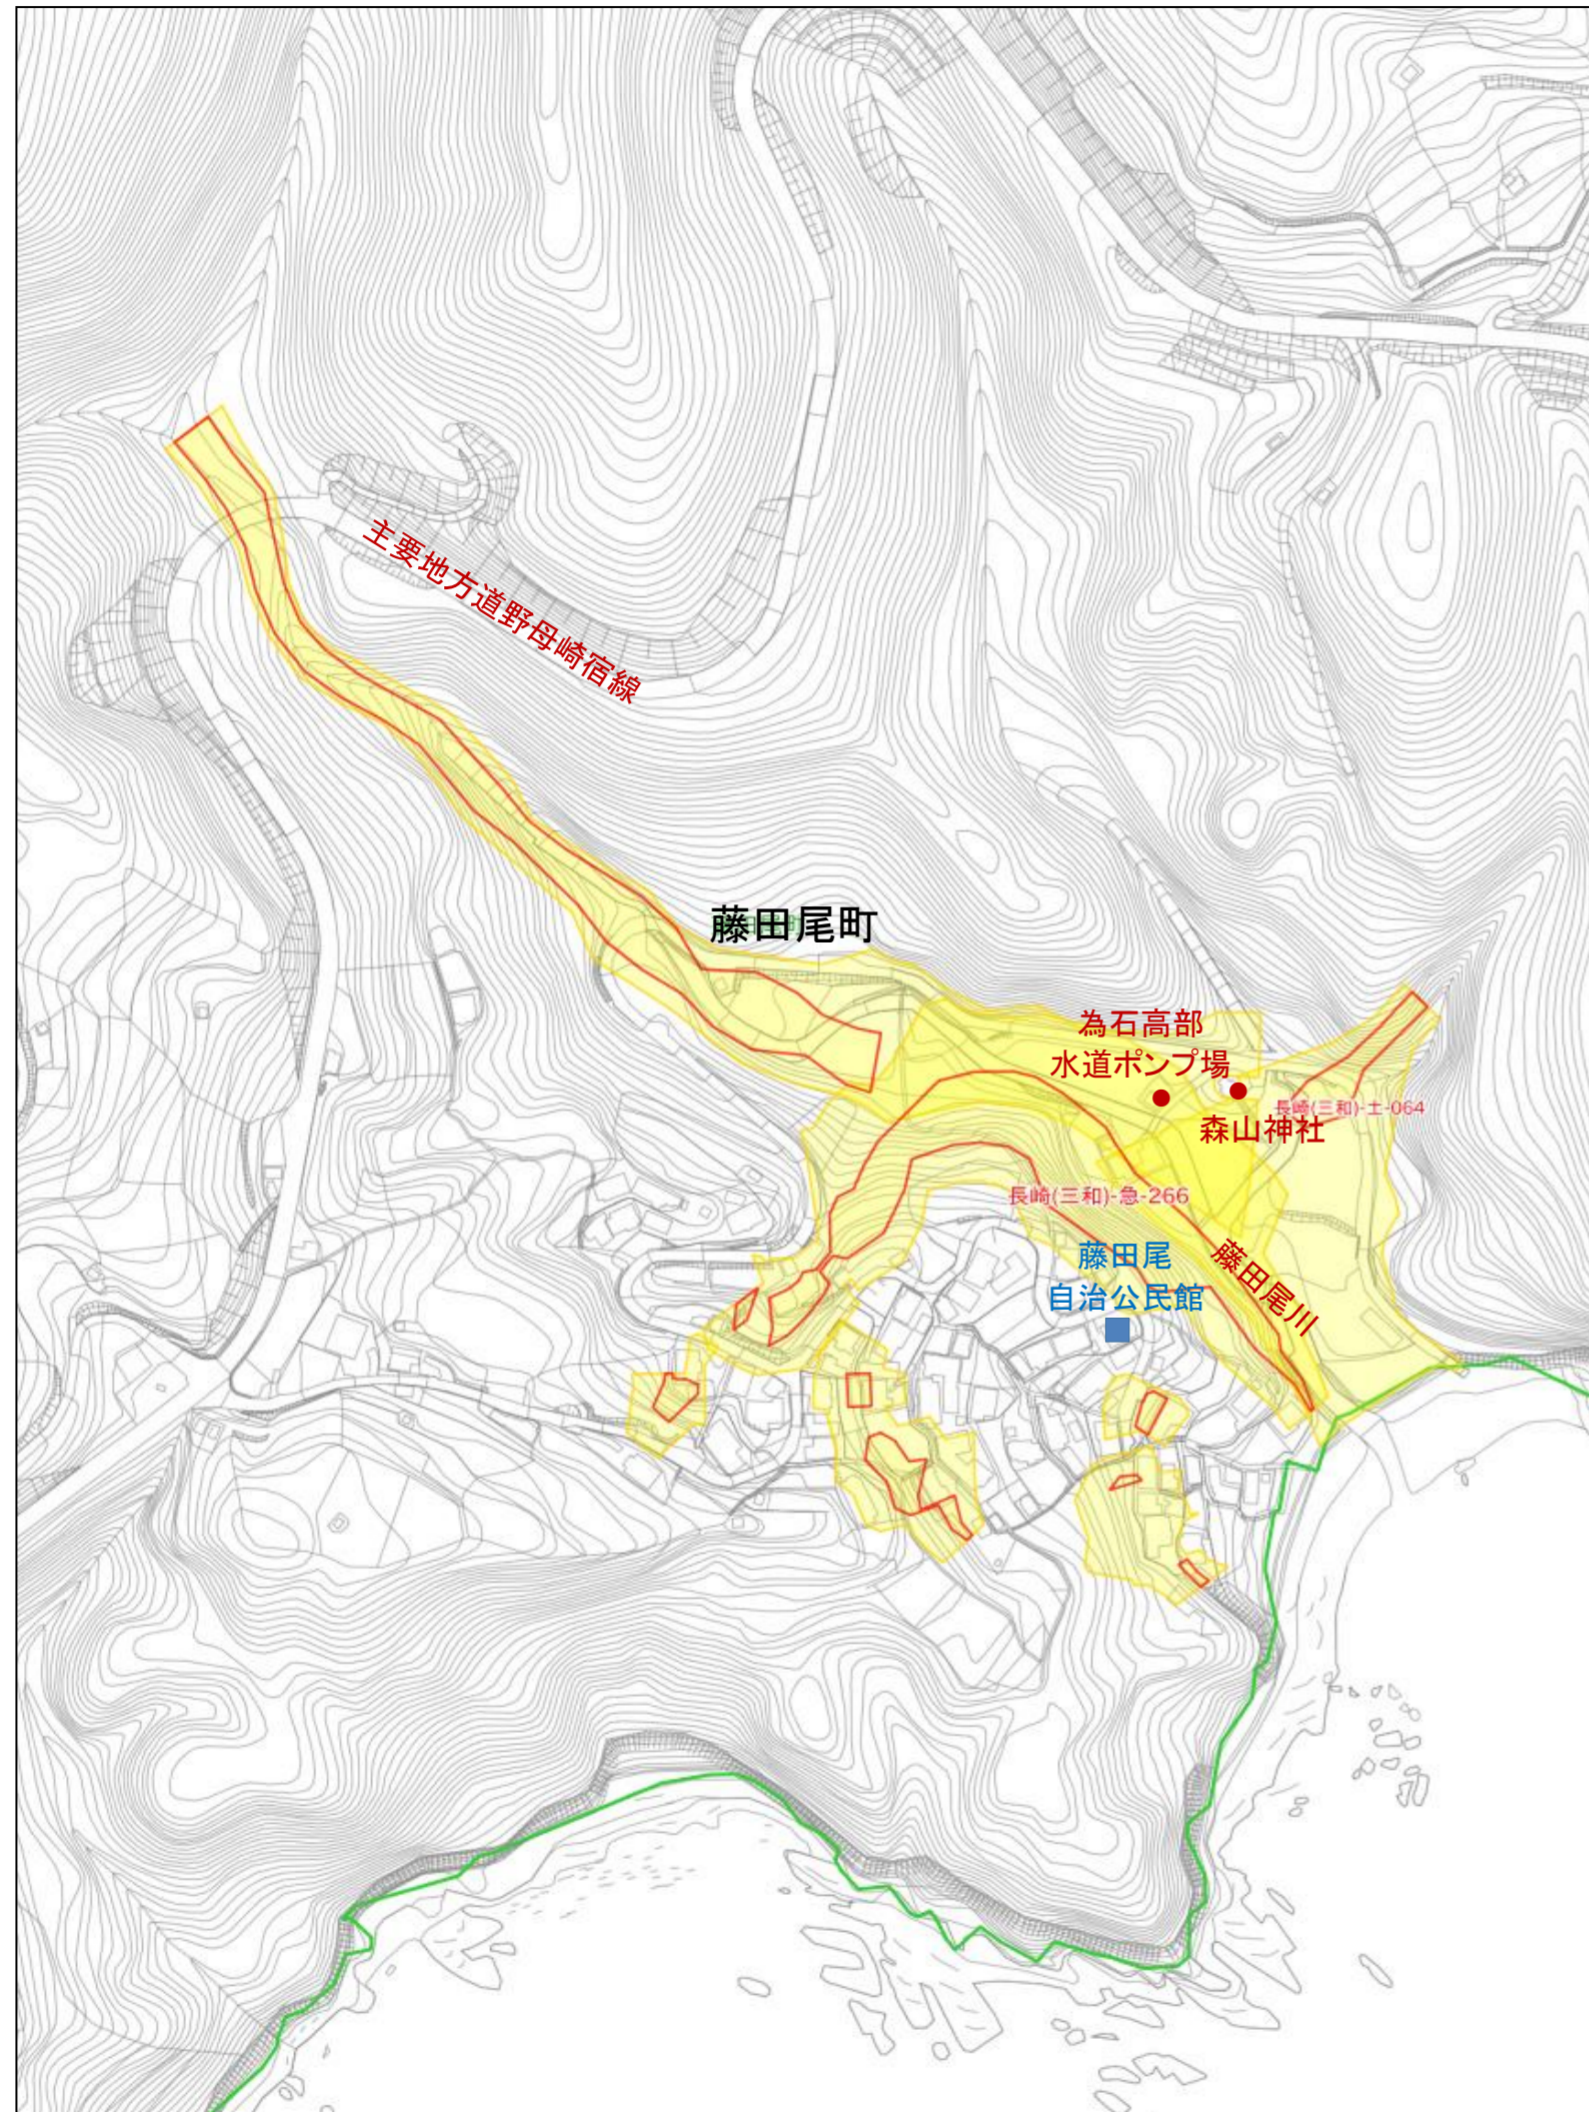 主要地方道野母崎宿線
藤田尾町
為石高部
水道ポンプ場
長崎(三和)-土-064
森山神社
長崎(三和)-急-266
藤田尾
自治公民館
藤田尾川